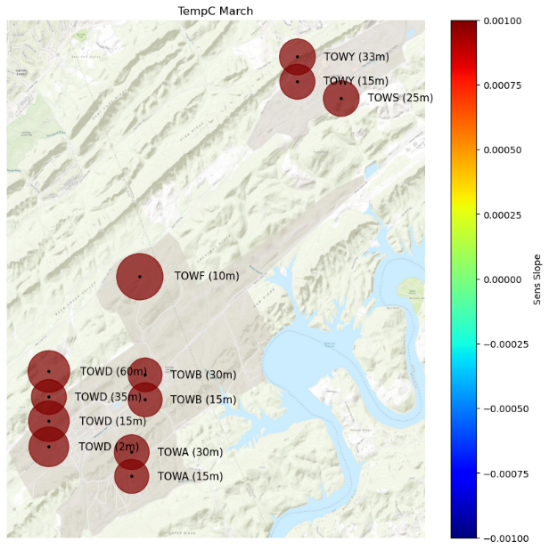 TempC March
TOWY (33m)
TOWY (15m)
TOWS (25m)
TOWF (10m)
TOWD (60m)
TOWB (30m)
TOWD (35m)
TOWB (15m)
TOWD (15m)
TOWD (2m)
TOWA (30m)
TOWA (15m)
0.00100
0.00075
0.00050
0.00025
0.00000
−0.00025
−0.00050
−0.00075
−0.00100
Sens Slope